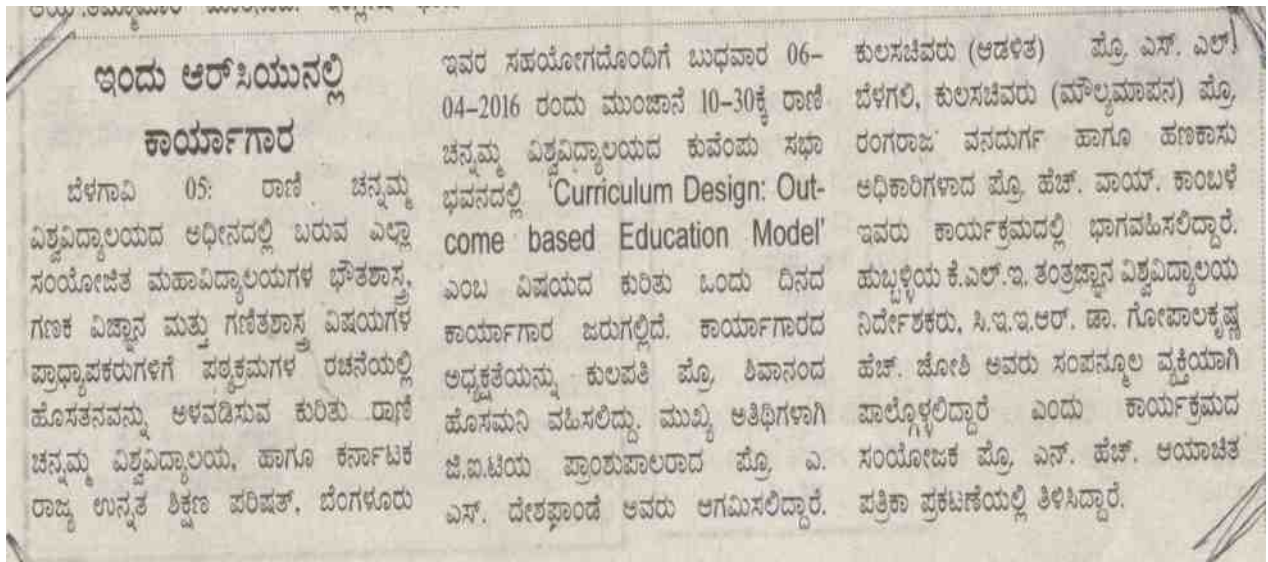 ಇಂದು ಆರ್‌ಸಿಯುನಲ್ಲಿ
ಕಾರ್ಯಾಗಾರ
ಬೆಳಗಾವಿ 05: ರಾಣಿ ಚನ್ನಮ್ಮ
ವಿಶ್ವವಿದ್ಯಾಲಯದ ಅಧೀನದಲ್ಲಿ ಬರುವ ಎಲ್ಲಾ
ಸಂಯೋಜಿತ ಮಹಾವಿದ್ಯಾಲಯಗಳ ಭೌತಶಾಸ್ತ್ರ,
ಗಣಕ ವಿಜ್ಞಾನ ಮತ್ತು ಗಣಿತಶಾಸ್ತ್ರ ವಿಷಯಗಳ
ಪ್ರಾಧ್ಯಾಪಕರುಗಳಿಗೆ ಪಠ್ಯಕ್ರಮಗಳ ರಚನೆಯಲ್ಲಿ
ಹೊಸತನವನ್ನು ಅಳವಡಿಸುವ ಕುರಿತು ರಾಣಿ
ಚನ್ನಮ್ಮ ವಿಶ್ವವಿದ್ಯಾಲಯ, ಹಾಗೂ ಕರ್ನಾಟಕ
ರಾಜ್ಯ ಉನ್ನತ ಶಿಕ್ಷಣ ಪರಿಷತ್, ಬೆಂಗಳೂರು
ಇವರ ಸಹಯೋಗದೊಂದಿಗೆ ಬುಧವಾರ 06–
04–2016 ರಂದು ಮುಂಜಾನೆ 10–30ಕ್ಕೆ ರಾಣಿ
ಚನ್ನಮ್ಮ ವಿಶ್ವವಿದ್ಯಾಲಯದ ಕುವೆಂಪು ಸಭಾ
ಭವನದಲ್ಲಿ 'Curriculum Design: Out-
come based Education Model'
ಎಂಬ ವಿಷಯದ ಕುರಿತು ಒಂದು ದಿನದ
ಕಾರ್ಯಾಗಾರ ಜರುಗಲ್ಲಿದೆ. ಕಾರ್ಯಾಗಾರದ
ಅಧ್ಯಕ್ಷತೆಯನ್ನು ಕುಲಪತಿ ಪ್ರೊ. ಶಿವಾನಂದ
ಹೊಸಮನಿ ವಹಿಸಲಿದ್ದು, ಮುಖ್ಯ ಅತಿಥಿಗಳಾಗಿ
ಜಿ.ಐ.ಟಿಯ ಪ್ರಾಂಶುಪಾಲರಾದ ಪ್ರೊ. ಎ.
ಎಸ್. ದೇಶಪಾಂಡೆ ಅವರು ಆಗಮಿಸಲಿದ್ದಾರೆ.
ಕುಲಸಚಿವರು (ಆಡಳಿತ) ಪ್ರೊ. ಎಸ್. ಎಲ್.
ಬೆಳಗಲಿ, ಕುಲಸಚಿವರು (ಮೌಲ್ಯಮಾಪನ) ಪ್ರೊ.
ರಂಗರಾಜ ವನದುರ್ಗ ಹಾಗೂ ಹಣಕಾಸು
ಅಧಿಕಾರಿಗಳಾದ ಪ್ರೊ. ಹೆಚ್. ವಾಯ್. ಕಾಂಬಳೆ
ಇವರು ಕಾರ್ಯಕ್ರಮದಲ್ಲಿ ಭಾಗವಹಿಸಲಿದ್ದಾರೆ.
ಹುಬ್ಬಳ್ಳಿಯ ಕೆ.ಎಲ್.ಇ. ತಂತ್ರಜ್ಞಾನ ವಿಶ್ವವಿದ್ಯಾಲಯ
ನಿರ್ದೇಶಕರು, ಸಿ.ಇ.ಇ.ಆರ್. ಡಾ. ಗೋಪಾಲಕೃಷ್ಣ
ಹೆಚ್. ಜೋಶಿ ಅವರು ಸಂಪನ್ಮೂಲ ವ್ಯಕ್ತಿಯಾಗಿ
ಪಾಲ್ಗೊಳ್ಳಲಿದ್ದಾರೆ ಎಂದು ಕಾರ್ಯಕ್ರಮದ
ಸಂಯೋಜಕ ಪ್ರೊ. ಎನ್. ಹೆಚ್. ಆಯಾಚಿತ
ಪತ್ರಿಕಾ ಪ್ರಕಟಣೆಯಲ್ಲಿ ತಿಳಿಸಿದ್ದಾರೆ.